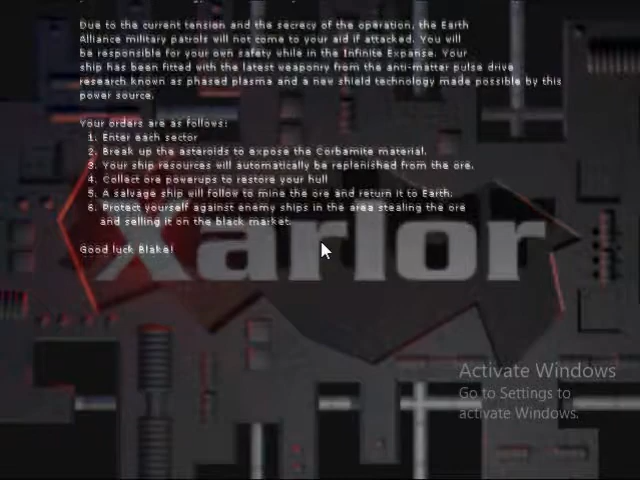 Due to the current tension and the secrecy of the operation, the Earth
Alliance military patrols will not come to your aid if attacked. You will
be responsible for your own safety while in the Infinite Expanse. Your
ship has been fitted with the latest weaponry from the anti-matter pulse drive
research known as phased plasma and a new shield technology made possible by this
power source.
Your orders are as follows:
1. Enter each sector
2. Break up the asteroids to expose the Corbamite material.
3. Your ship resources will automatically be replenished from the ore.
4. Collect ore powerups to restore your hull
5. A salvage ship will follow to mine the ore and return it to Earth.
6. Protect yourself against enemy ships in the area stealing the ore
and selling it on the black market.
Good luck Blake!
Xarlor
Activate Windows
Go to Settings to
activate Windows.